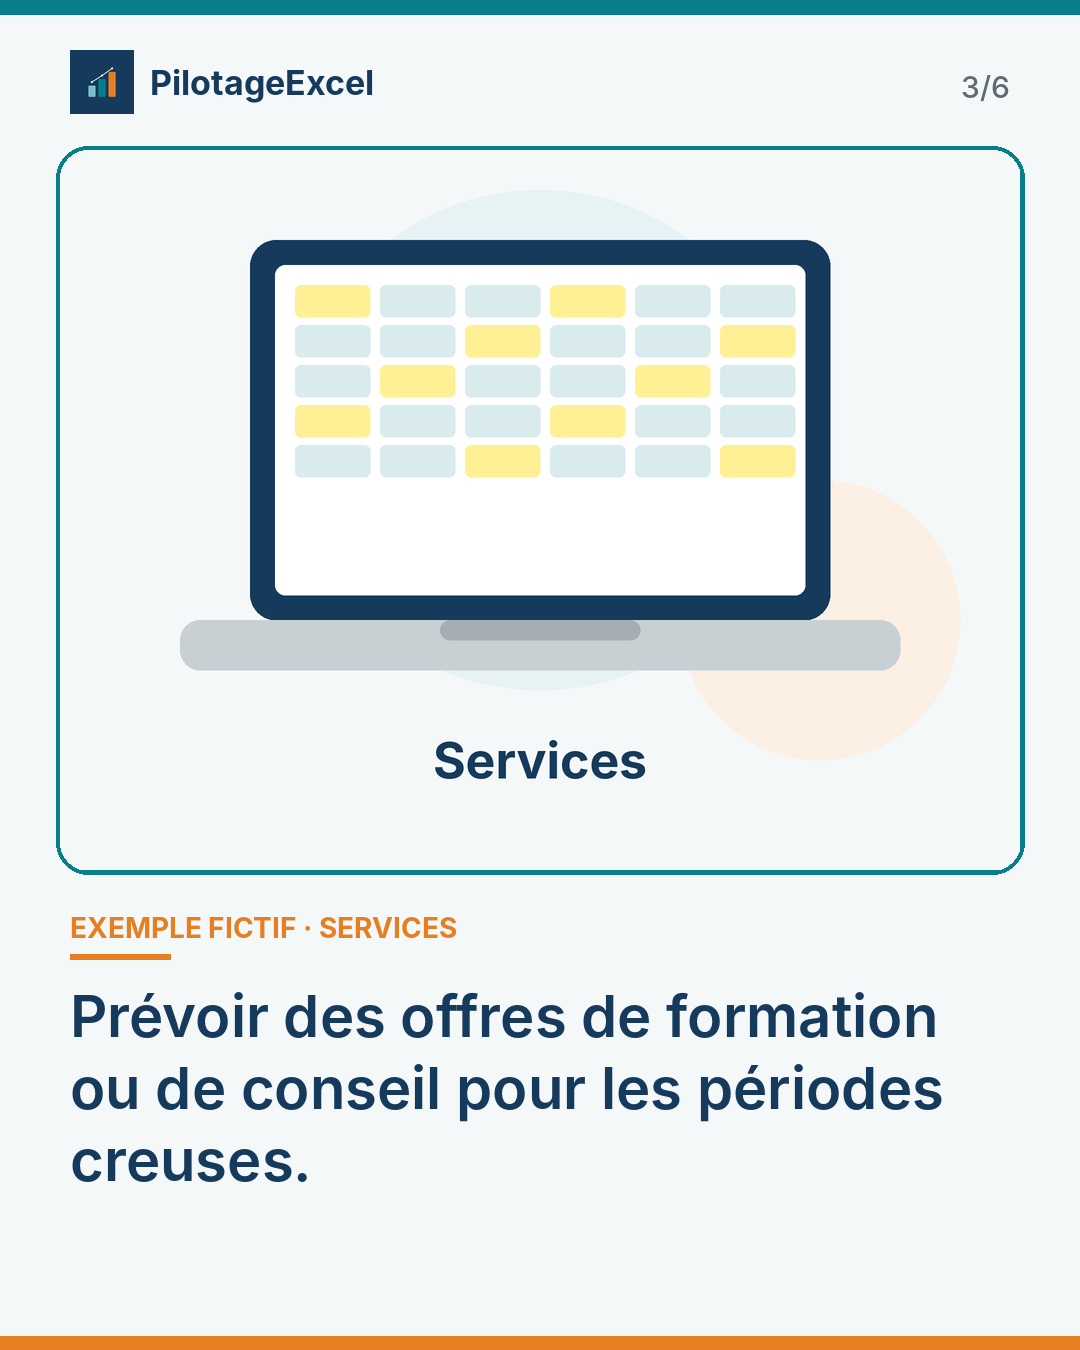 PilotageExcel
3/6
Services
EXEMPLE FICTIF · SERVICES
Prévoir des offres de formation
ou de conseil pour les périodes
creuses.